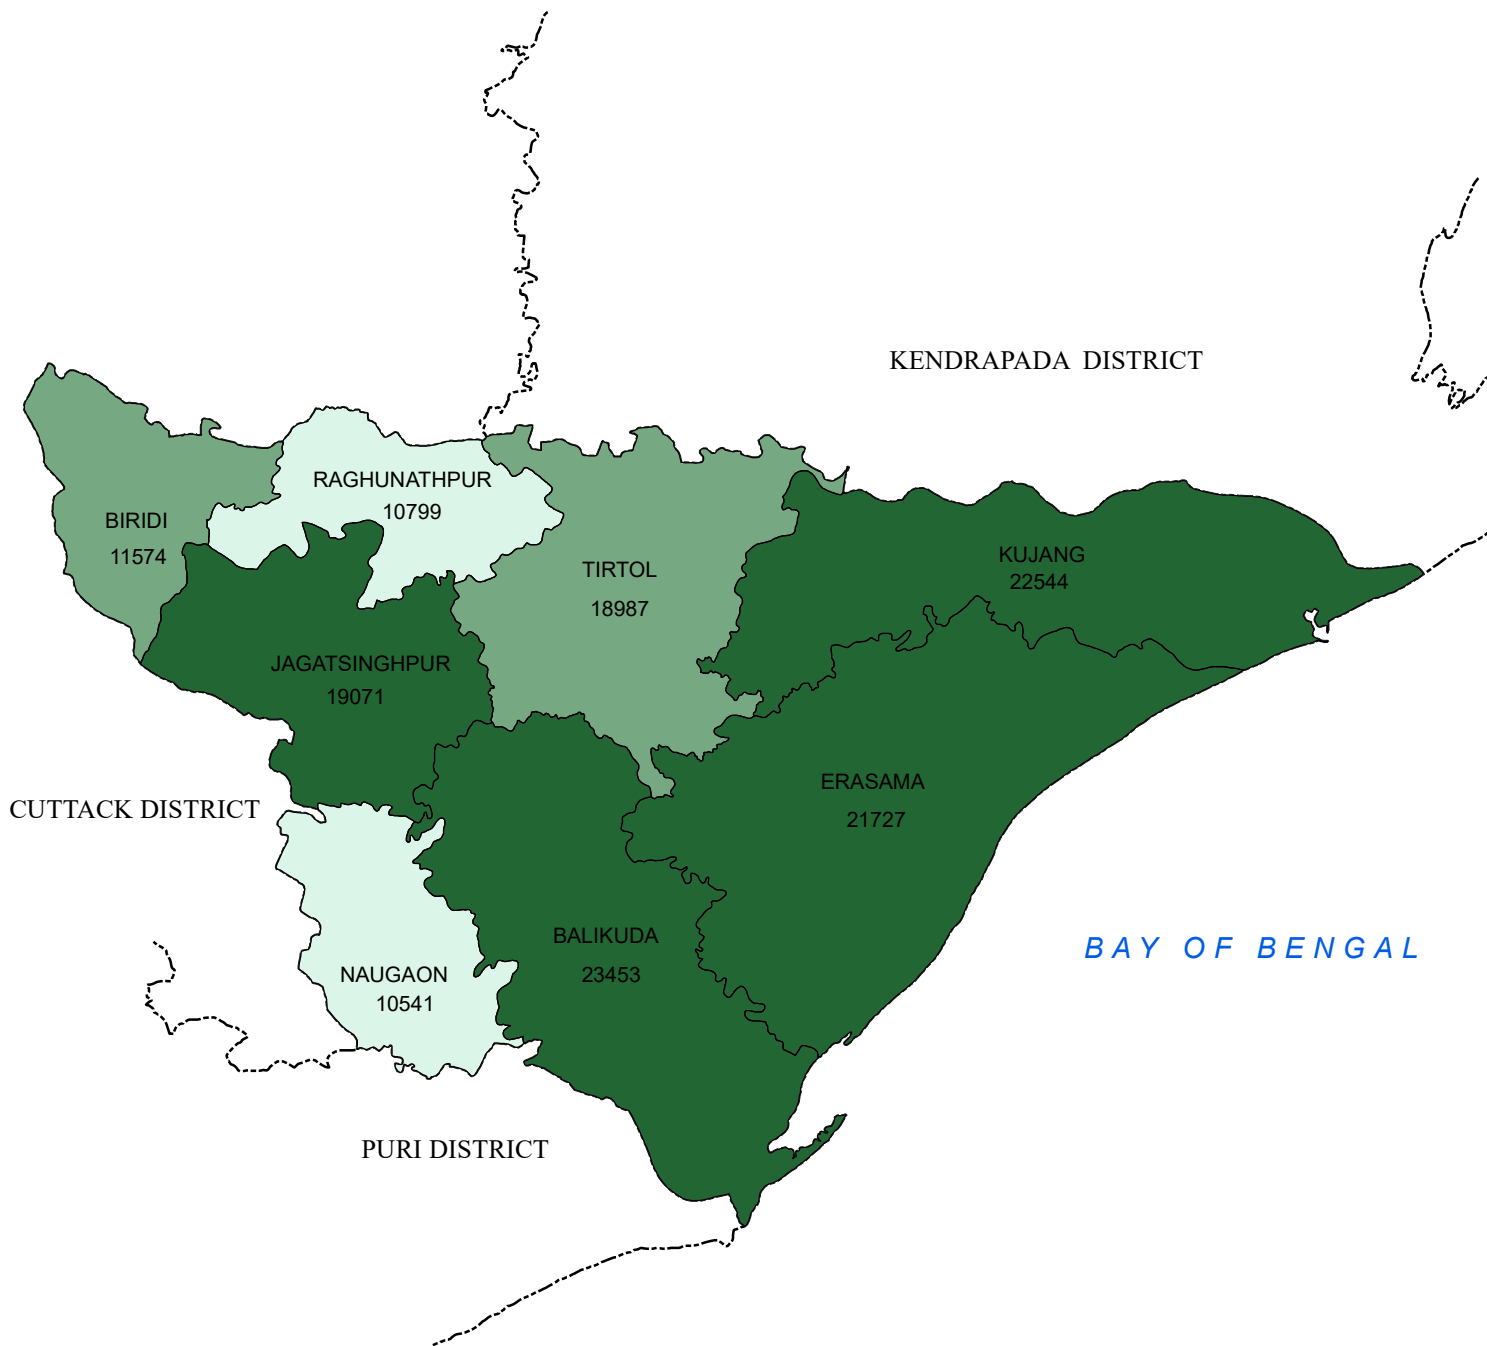 KENDRAPADA DISTRICT
RAGHUNATHPUR
10799
BIRIDI
11574
TIRTOL
18987
KUJANG
22544
JAGATSINGHPUR
19071
ERASAMA
21727
CUTTACK DISTRICT
BALIKUDA
23453
BAY OF BENGAL
NAUGAON
10541
PURI DISTRICT